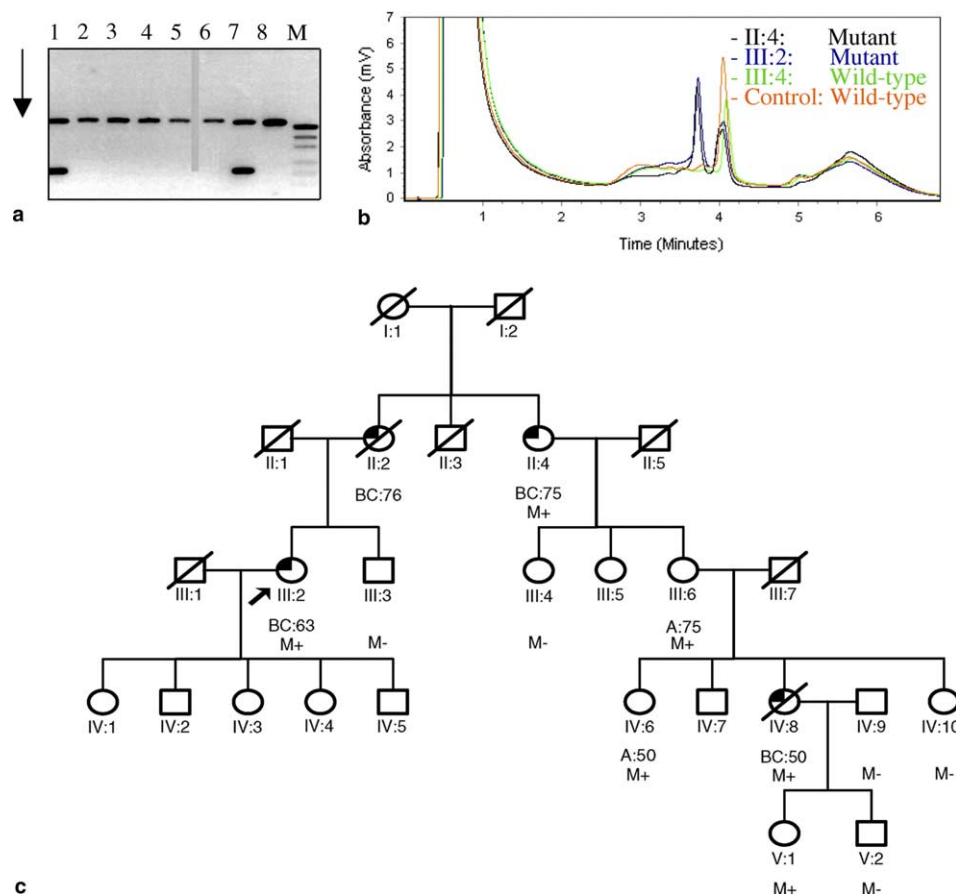 1 2 3 4 5 6 7 8 M
a
7
6
5
4
3
2
1
0
Absorbance (mV)
- II:4: Mutant
- III:2: Mutant
- III:4: Wild-type
- Control: Wild-type
1 2 3 4 5 6
Time (Minutes)
b
I:1 I:2
II:1 II:2 II:3 II:4 II:5
BC:76 BC:75
M+
III:1 III:2 III:3 III:4 III:5 III:6 III:7
BC:63 A:75
M+ M- M- M+
IV:1 IV:2 IV:3 IV:4 IV:5 IV:6 IV:7 IV:8 IV:9 IV:10
A:50 BC:50
M+ M+ M- M-
V:1 V:2
M+ M-
c